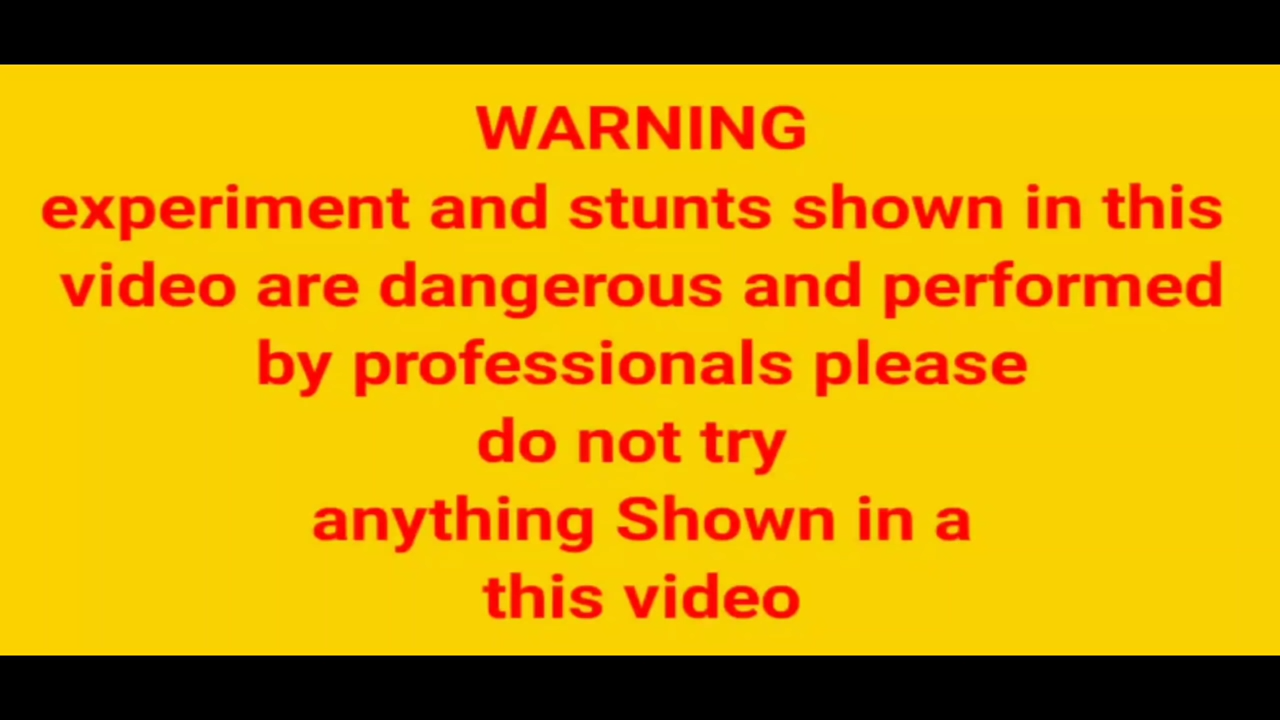 WARNING
experiment and stunts shown in this
video are dangerous and performed
by professionals please
do not try
anything Shown in a
this video